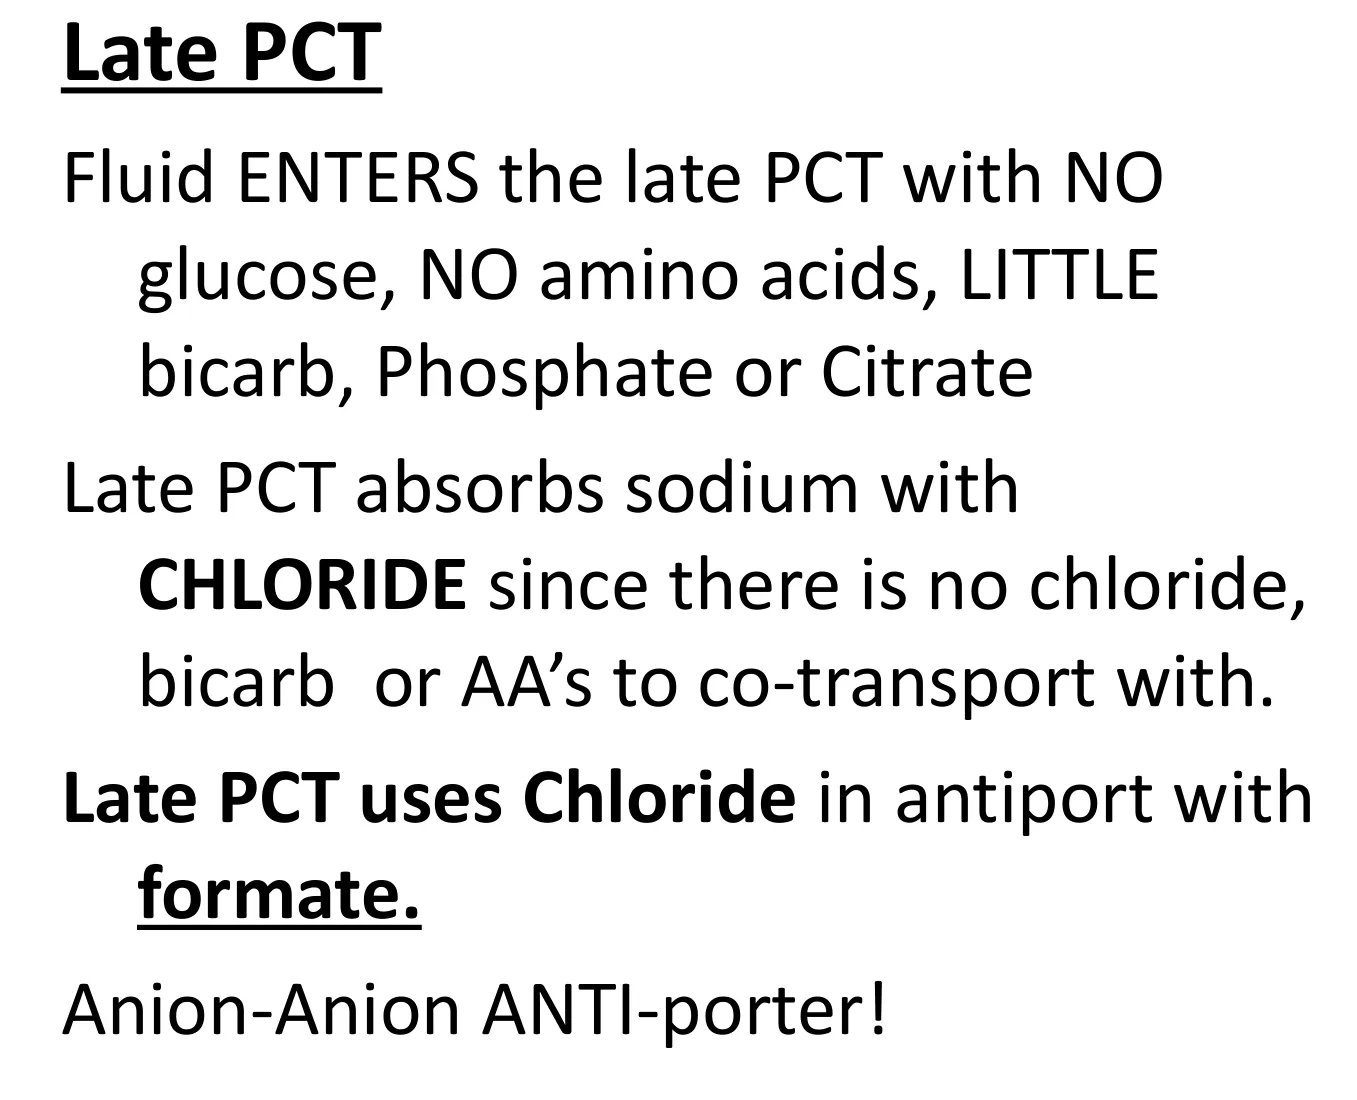 Late PCT
Fluid ENTERS the late PCT with NO
glucose, NO amino acids, LITTLE
bicarb, Phosphate or Citrate
Late PCT absorbs sodium with
CHLORIDE since there is no chloride,
bicarb  or AA’s to co-transport with.
Late PCT uses Chloride in antiport with
formate.
Anion-Anion ANTI-porter!